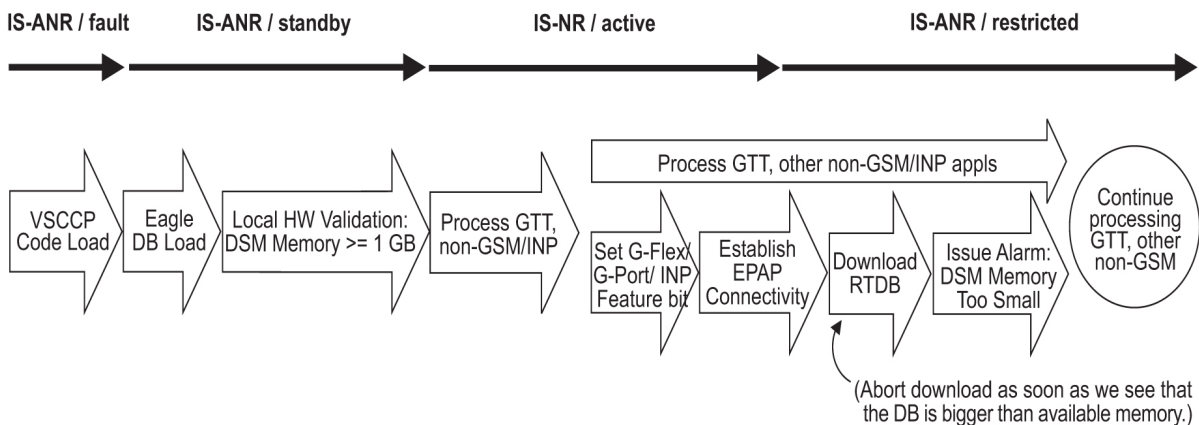 IS-ANR / fault
IS-ANR / standby
IS-NR / active
IS-ANR / restricted
VSCCP
Code Load
Eagle
DB Load
Local HW Validation:
DSM Memory >= 1 GB
Process GTT,
non-GSM/INP
Process GTT, other non-GSM/INP appls
Set G-Flex/
G-Port/ INP
Feature bit
Establish
EPAP
Connectivity
Download
RTDB
Issue Alarm:
DSM Memory
Too Small
Continue
processing
GTT, other
non-GSM
(Abort download as soon as we see that
the DB is bigger than available memory.)